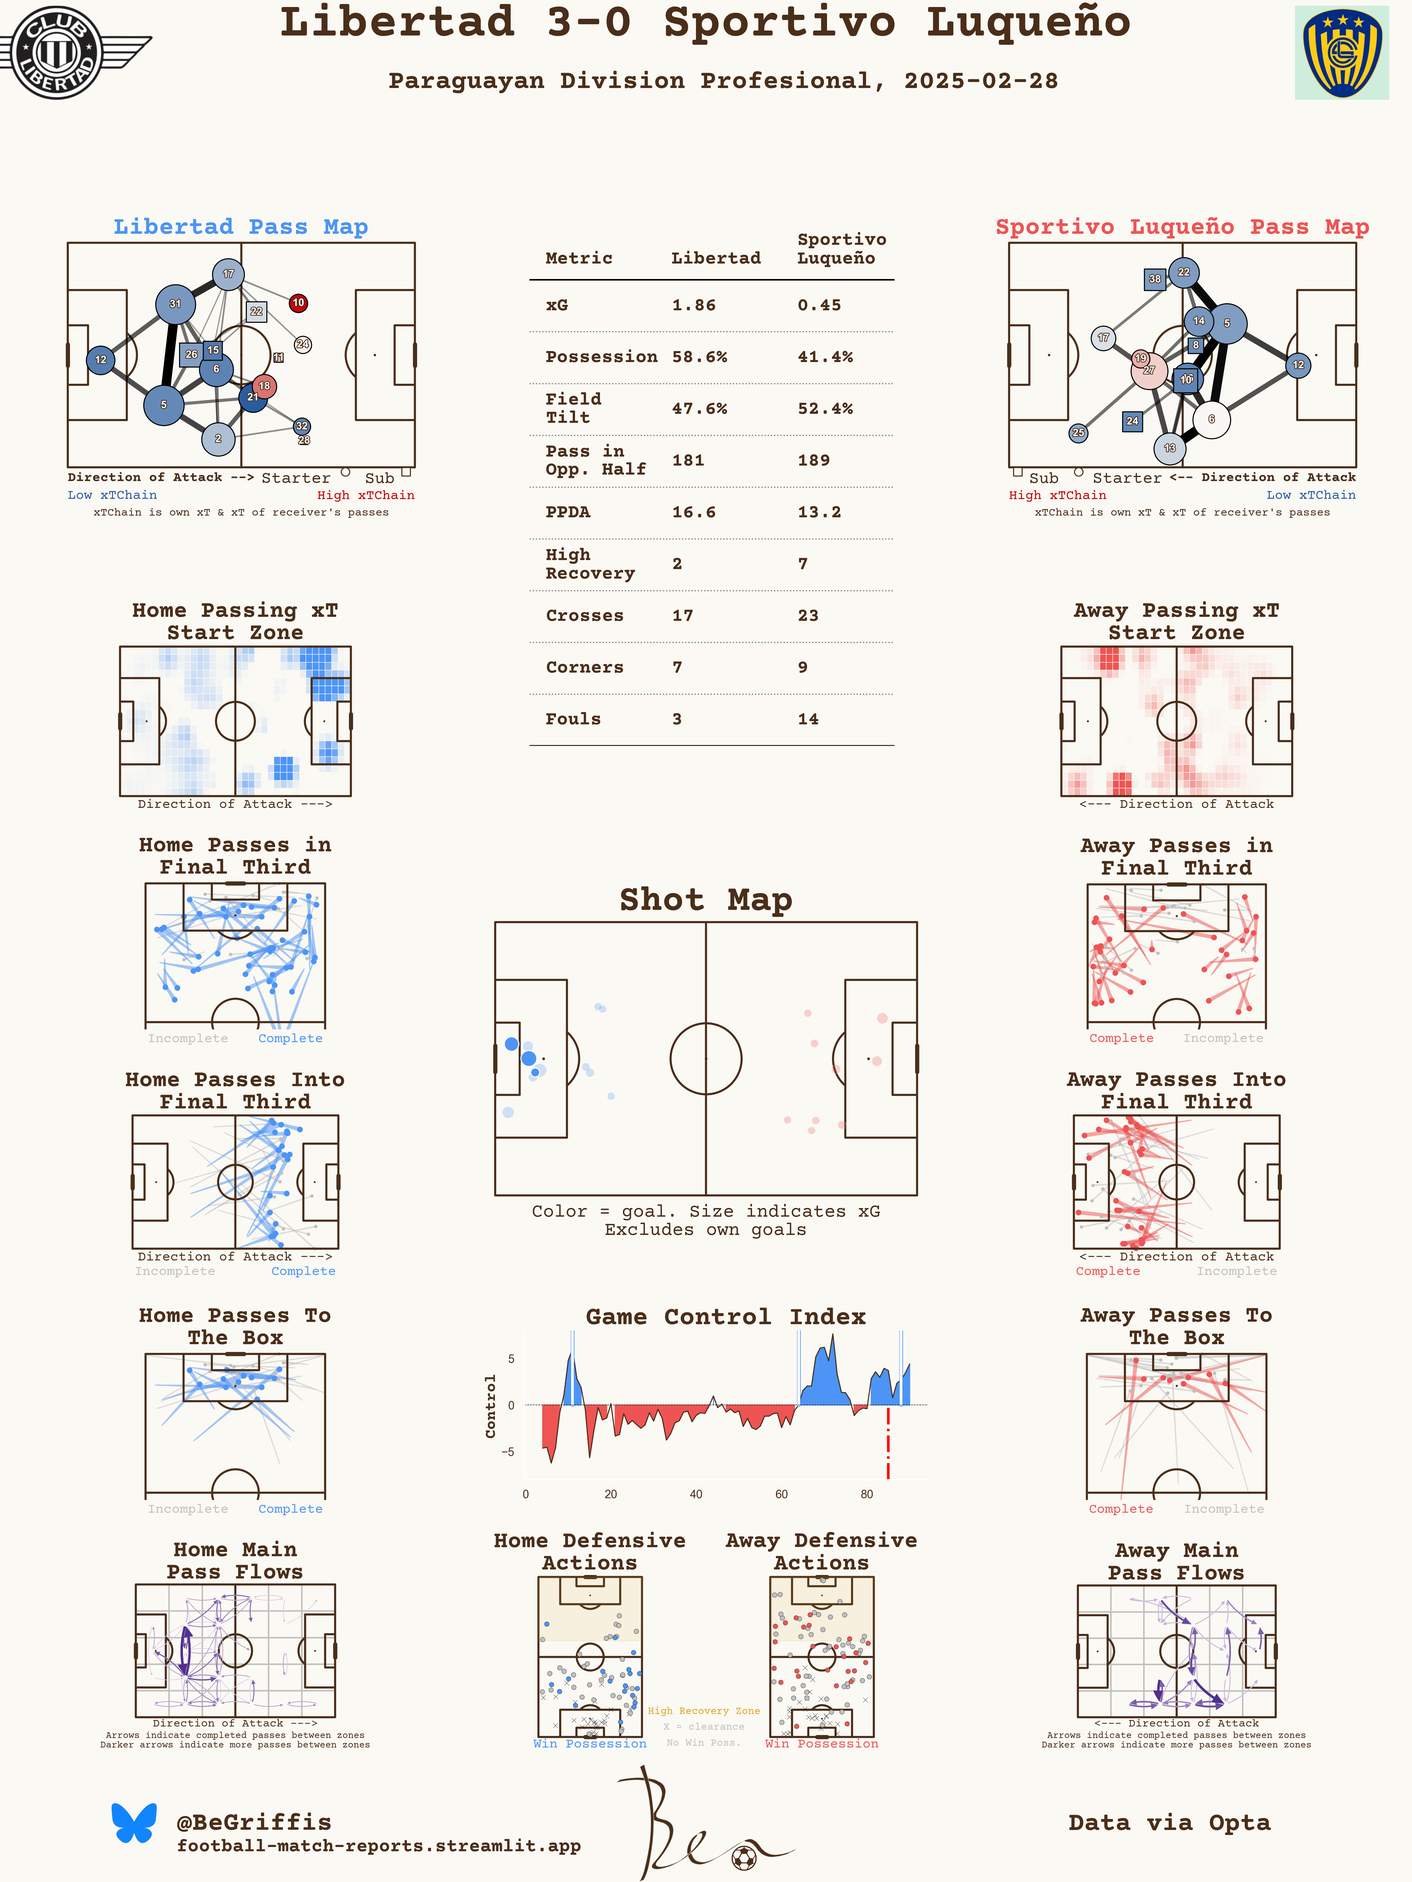 Libertad 3-0 Sportivo Luqueño
Paraguayan Division Profesional, 2025-02-28
CLUB
LIBERTAD
Libertad Pass Map
17
31
10
22
24
26
15
11
12
6
18
5
21
32
2
28
Direction of Attack --> Starter Sub
Low xTChain High xTChain
xTChain is own xT & xT of receiver's passes
Metric Libertad Sportivo Luqueño
xG 1.86 0.45
Possession 58.6% 41.4%
Field Tilt 47.6% 52.4%
Pass in Opp. Half 181 189
PPDA 16.6 13.2
High Recovery 2 7
Crosses 17 23
Corners 7 9
Fouls 3 14
Sportivo Luqueño Pass Map
38
22
14
5
17
8
19
27
12
10
24
6
25
13
Sub Starter <-- Direction of Attack
High xTChain Low xTChain
xTChain is own xT & xT of receiver's passes
Home Passing xT
Start Zone
Direction of Attack --->
Away Passing xT
Start Zone
<--- Direction of Attack
Home Passes in
Final Third
Incomplete Complete
Away Passes in
Final Third
Complete Incomplete
Shot Map
Color = goal. Size indicates xG
Excludes own goals
Home Passes Into
Final Third
Direction of Attack --->
Incomplete Complete
Away Passes Into
Final Third
<--- Direction of Attack
Complete Incomplete
Home Passes To
The Box
Incomplete Complete
Game Control Index
Control
5
0
−5
0 20 40 60 80
Away Passes To
The Box
Complete Incomplete
Home Main
Pass Flows
Direction of Attack --->
Arrows indicate completed passes between zones
Darker arrows indicate more passes between zones
Home Defensive
Actions
Win Possession
High Recovery Zone
X = clearance
No Win Poss.
Away Defensive
Actions
Win Possession
Away Main
Pass Flows
<--- Direction of Attack
Arrows indicate completed passes between zones
Darker arrows indicate more passes between zones
@BeGriffis
football-match-reports.streamlit.app
Ben
Data via Opta